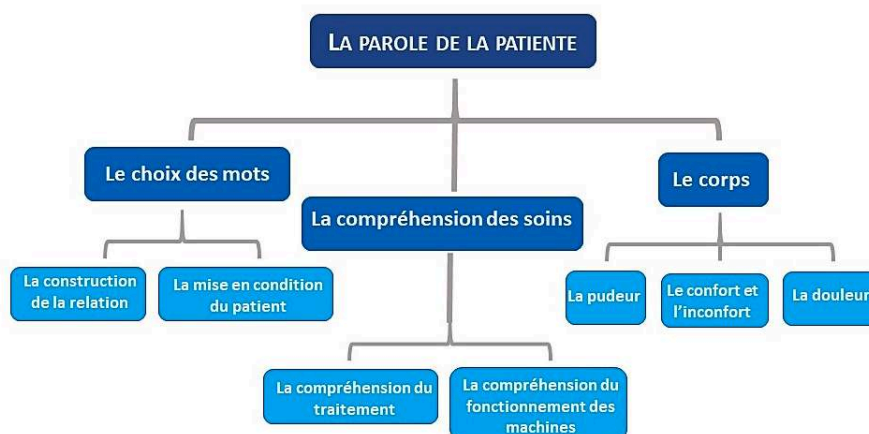 LA PAROLE DE LA PATIENTE
Le choix des mots
La compréhension des soins
Le corps
La construction
de la relation
La mise en condition
du patient
La pudeur
Le confort et
l'inconfort
La douleur
La compréhension du
traitement
La compréhension du
fonctionnement des
machines